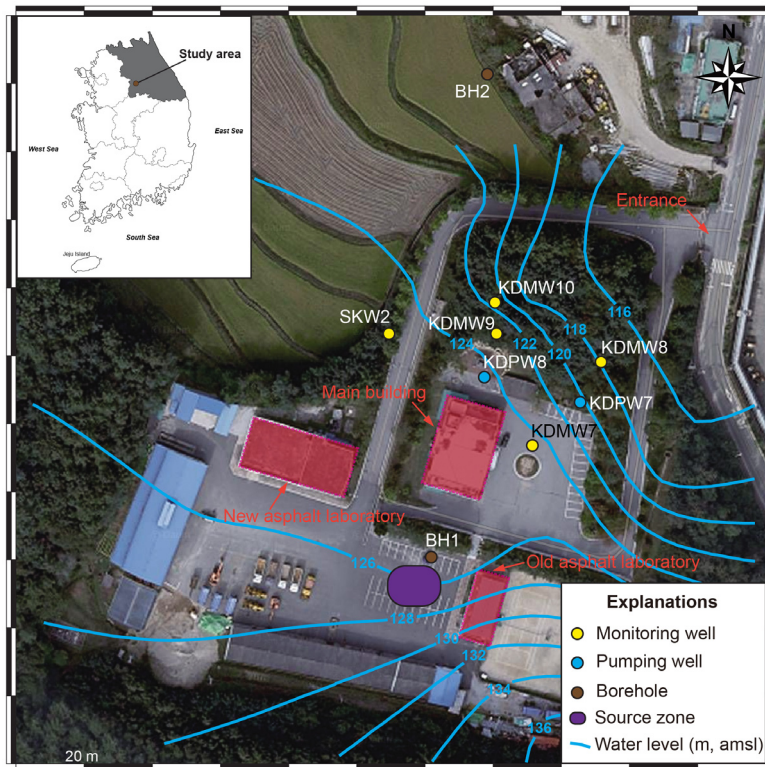 Study area
West Sea
East Sea
South Sea
Jeju Island
N
BH2
Entrance
KDMW10
116
SKW2
KDMW9
118
124
122
120
KDMW8
KDPW8
Main building
KDPW7
KDMW7
New asphalt laboratory
BH1
126
Old asphalt laboratory
128
130
132
134
136
Explanations
Monitoring well
Pumping well
Borehole
Source zone
Water level (m, amsl)
20 m